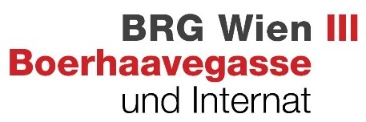 BRG Wien III
Boerhaavegasse
und Internat